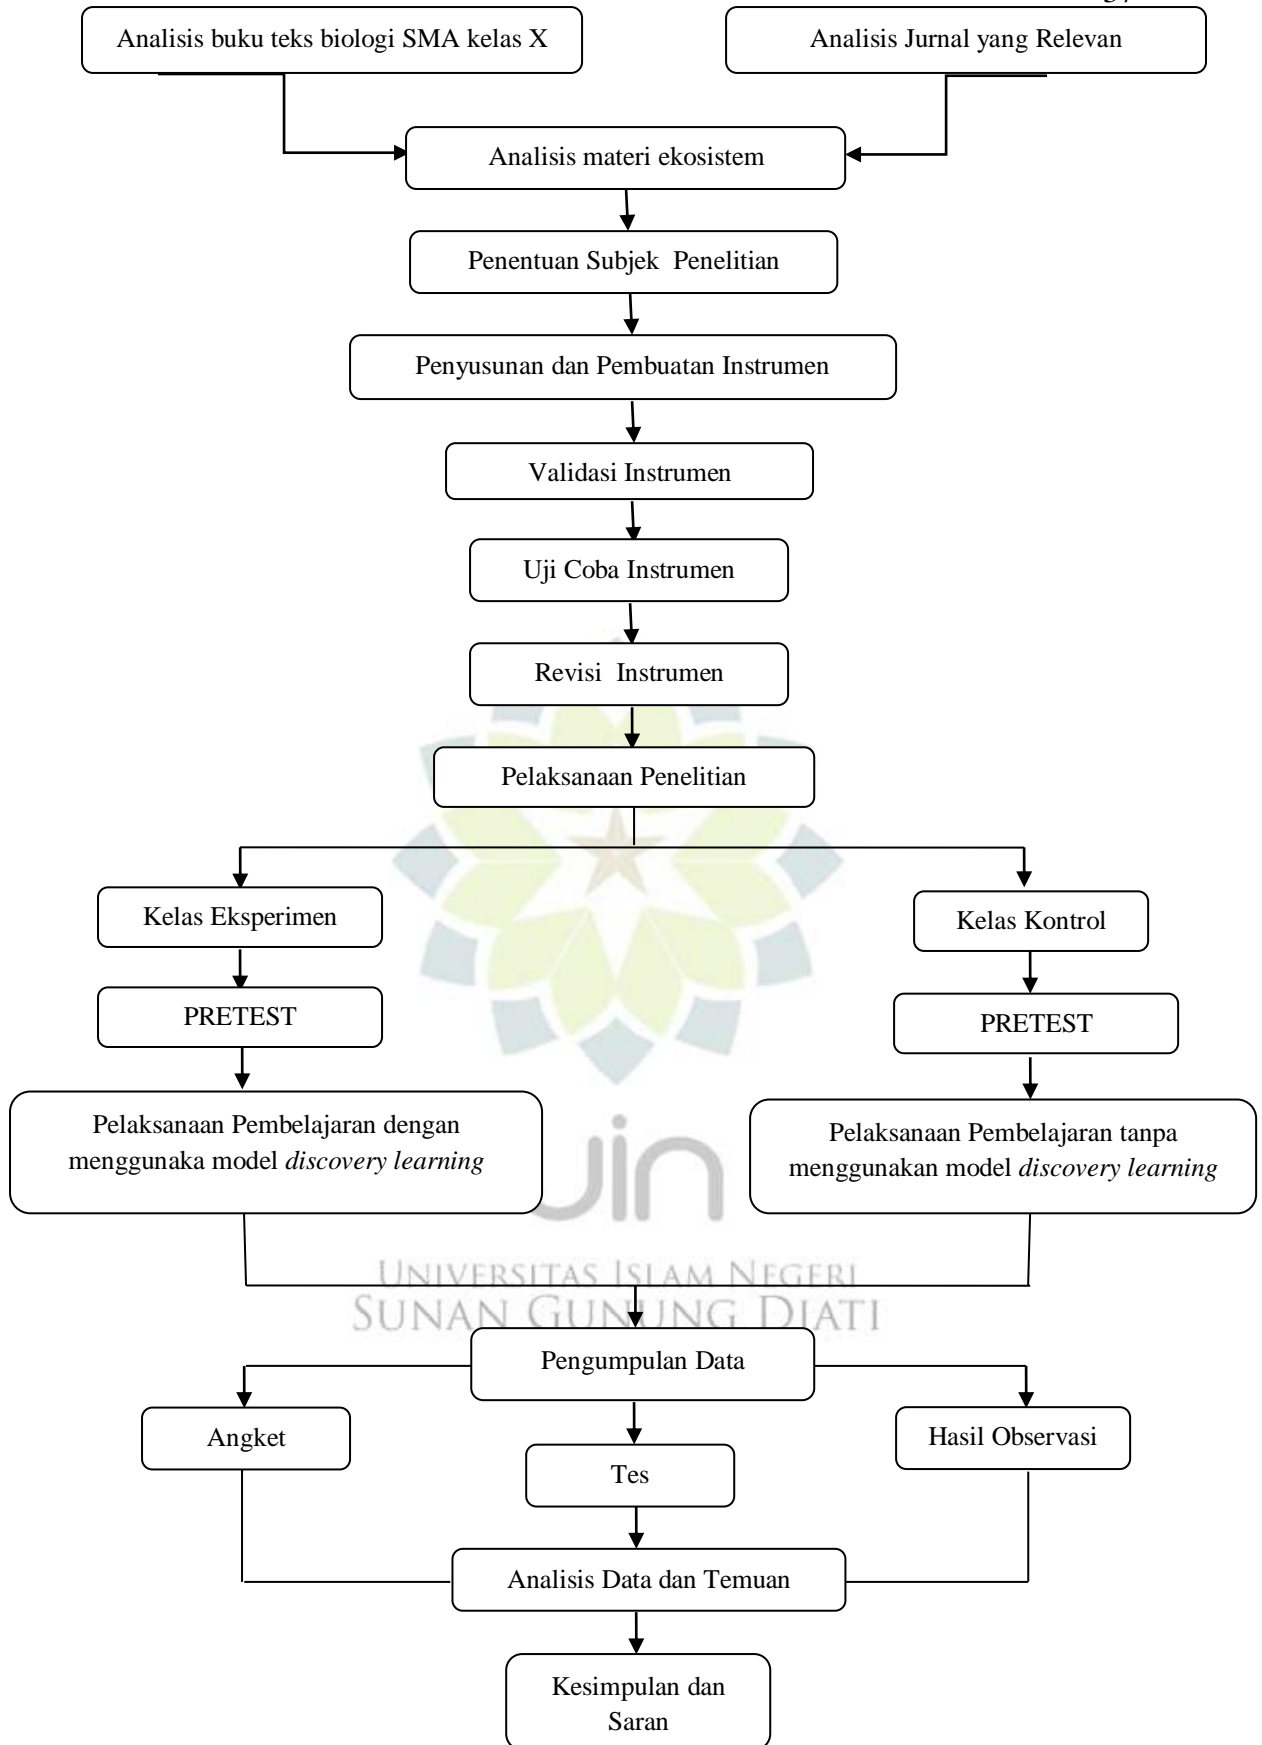 Analisis buku teks biologi SMA kelas X
Analisis Jurnal yang Relevan
Analisis materi ekosistem
Penentuan Subjek Penelitian
Penyusunan dan Pembuatan Instrumen
Validasi Instrumen
Uji Coba Instrumen
Revisi Instrumen
Pelaksanaan Penelitian
Kelas Eksperimen
Kelas Kontrol
PRETEST
PRETEST
Pelaksanaan Pembelajaran dengan
menggunaka model discovery learning
Pelaksanaan Pembelajaran tanpa
menggunakan model discovery learning
uin
UNIVERSITAS ISLAM NEGERI
SUNAN GUNUNG DJATI
Pengumpulan Data
Angket
Tes
Hasil Observasi
Analisis Data dan Temuan
Kesimpulan dan
Saran